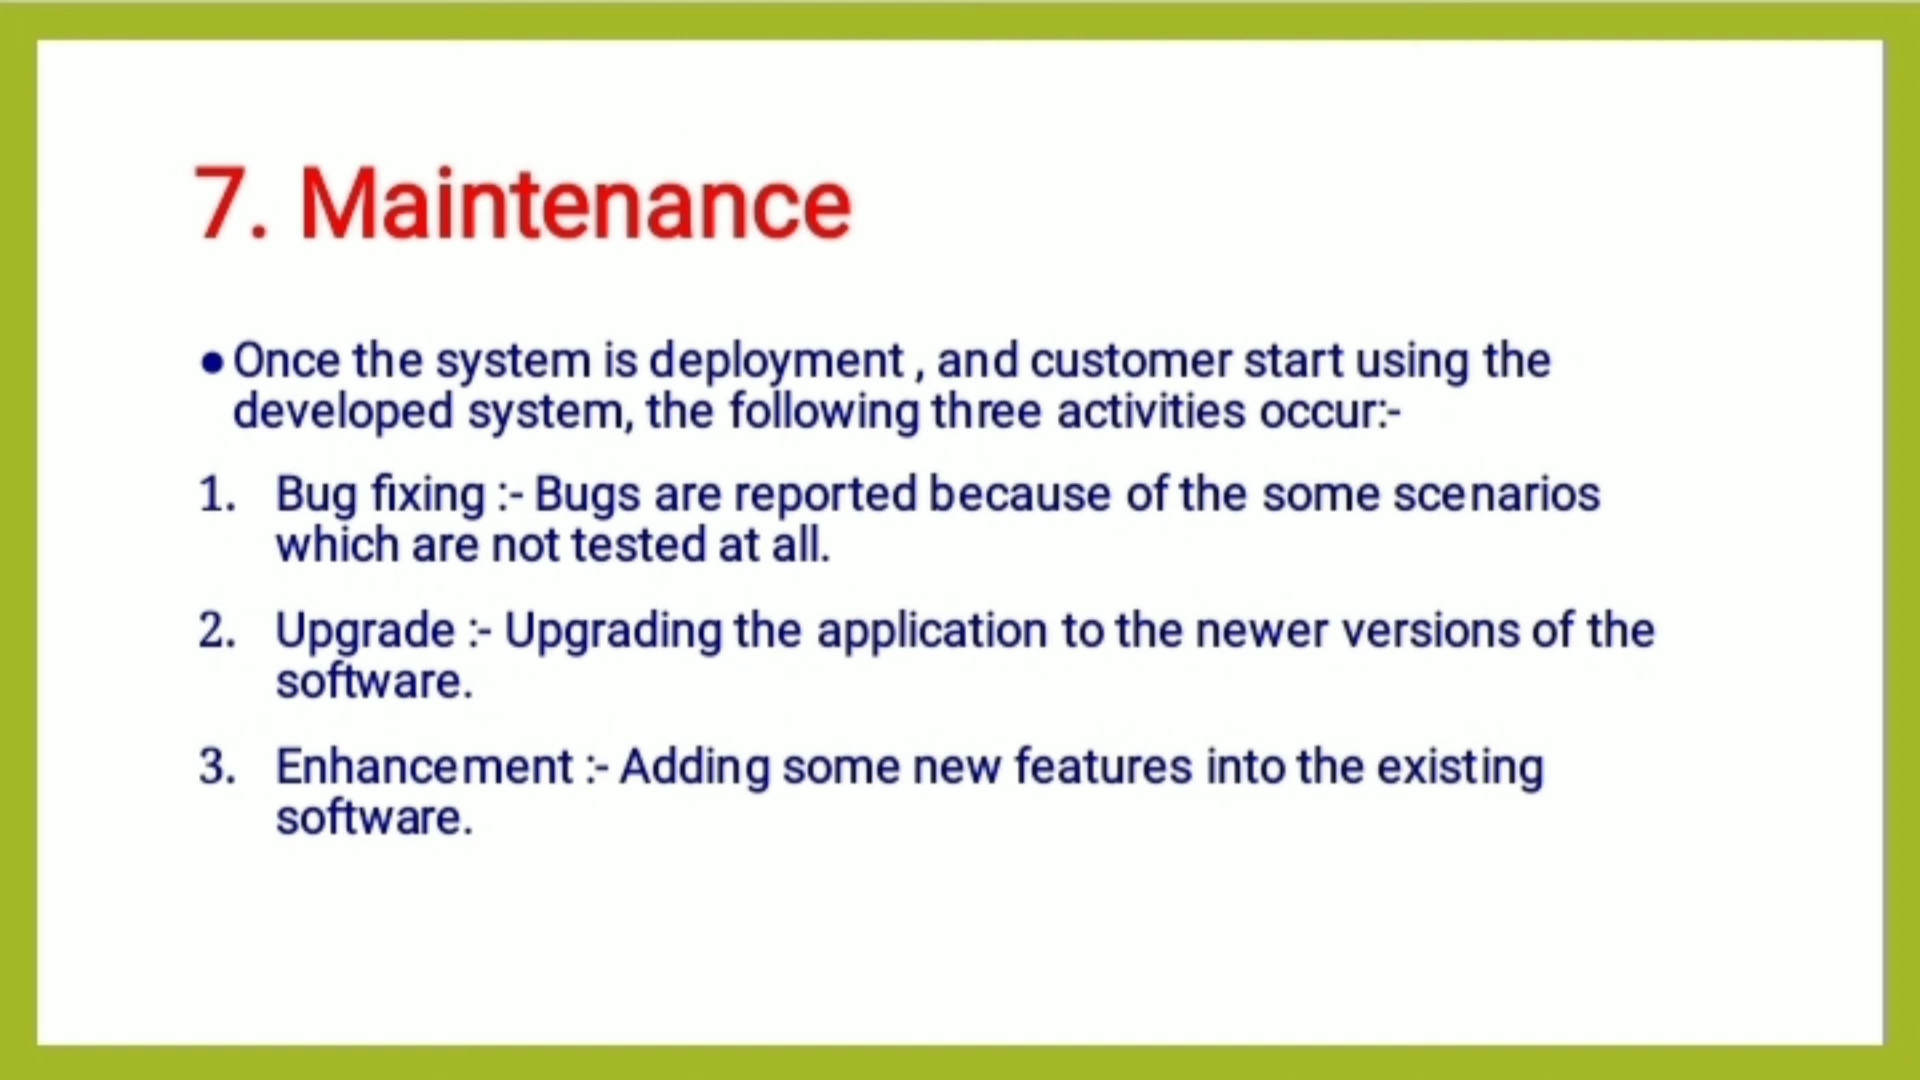 7. Maintenance
●Once the system is deployment , and customer start using the
developed system, the following three activities occur:-
1. Bug fixing :- Bugs are reported because of the some scenarios
which are not tested at all.
2. Upgrade :- Upgrading the application to the newer versions of the
software.
3. Enhancement :- Adding some new features into the existing
software.